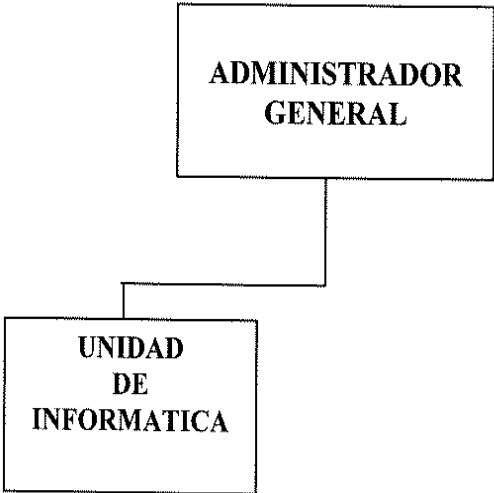 ADMINISTRADOR
GENERAL
UNIDAD
DE
INFORMATICA